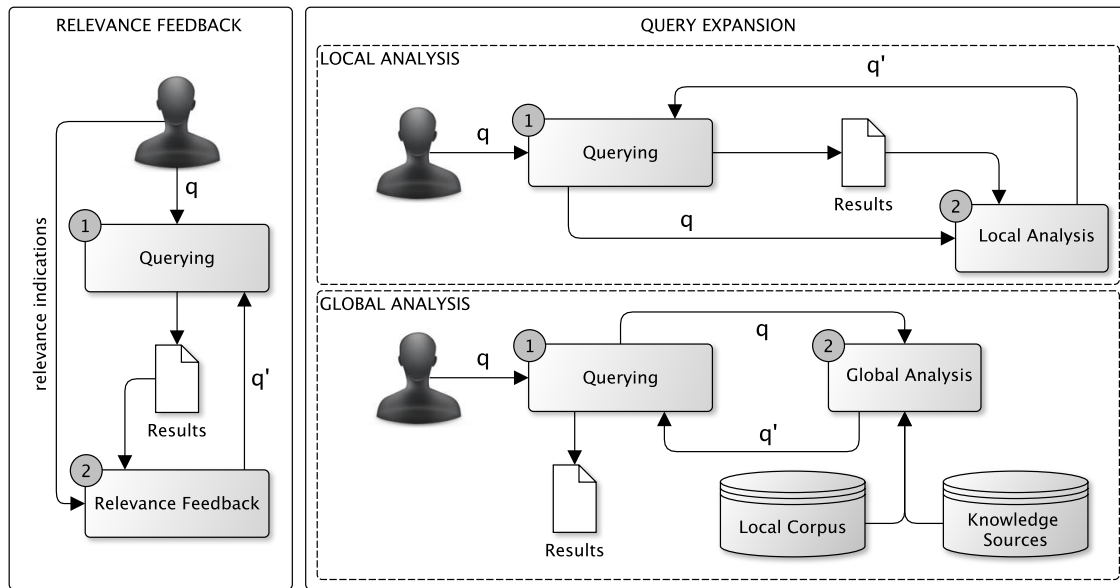 RELEVANCE FEEDBACK
q
1
Querying
relevance indications
Results
q'
2
Relevance Feedback
QUERY EXPANSION
LOCAL ANALYSIS
q'
q
1
Querying
Results
q
2
Local Analysis
GLOBAL ANALYSIS
q
1
Querying
q
2
Global Analysis
q'
Results
Local Corpus
Knowledge
Sources